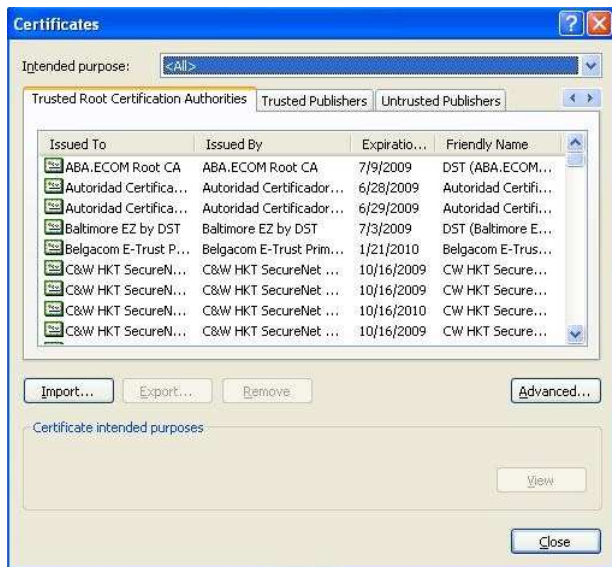 Certificates
Intended purpose: <All>
Trusted Root Certification Authorities Trusted Publishers Untrusted Publishers
Issued To Issued By Expiratio... Friendly Name
ABA.ECOM Root CA ABA.ECOM Root CA 7/9/2009 DST (ABA.ECOM...
Autoridad Certifica... Autoridad Certificador... 6/28/2009 Autoridad Certifi...
Autoridad Certifica... Autoridad Certificador... 6/29/2009 Autoridad Certifi...
Baltimore EZ by DST Baltimore EZ by DST 7/3/2009 DST (Baltimore E...
Belgacom E-Trust P... Belgacom E-Trust Prim... 1/21/2010 Belgacom E-Trus...
C&W HKT SecureN... C&W HKT SecureNet ... 10/16/2009 CW HKT Secure...
C&W HKT SecureN... C&W HKT SecureNet ... 10/16/2009 CW HKT Secure...
C&W HKT SecureN... C&W HKT SecureNet ... 10/16/2010 CW HKT Secure...
C&W HKT SecureN... C&W HKT SecureNet ... 10/16/2009 CW HKT Secure...
Import... Export... Remove Advanced...
Certificate intended purposes
View
Close